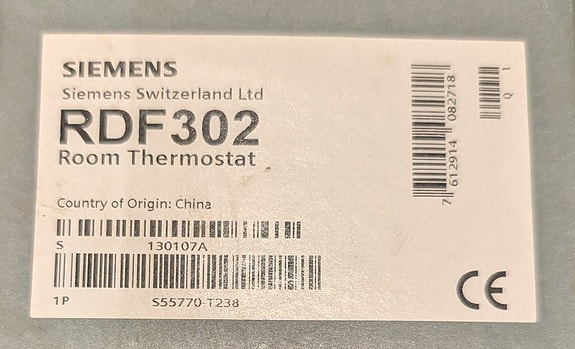 SIEMENS
Siemens Switzerland Ltd
RDF302
Room Thermostat
Country of Origin: China
S 130107A
1P S55770-T238
7 612914 082718
Q 1
CE